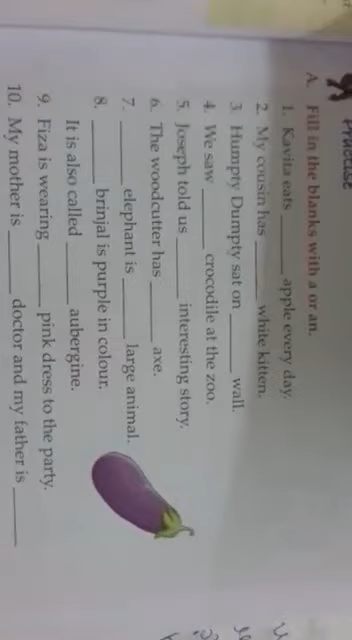 Practise
A. Fill in the blanks with a or an.
1. Kavita eats ______ apple every day.
2. My cousin has ______ white kitten.
3. Humpty Dumpty sat on ______ wall.
4. We saw ______ crocodile at the zoo.
5. Joseph told us ______ interesting story.
6. The woodcutter has ______ axe.
7. ______ elephant is ______ large animal.
8. ______ brinjal is purple in colour.
It is also called ______ aubergine.
9. Fiza is wearing ______ pink dress to the party.
10. My mother is ______ doctor and my father is ______